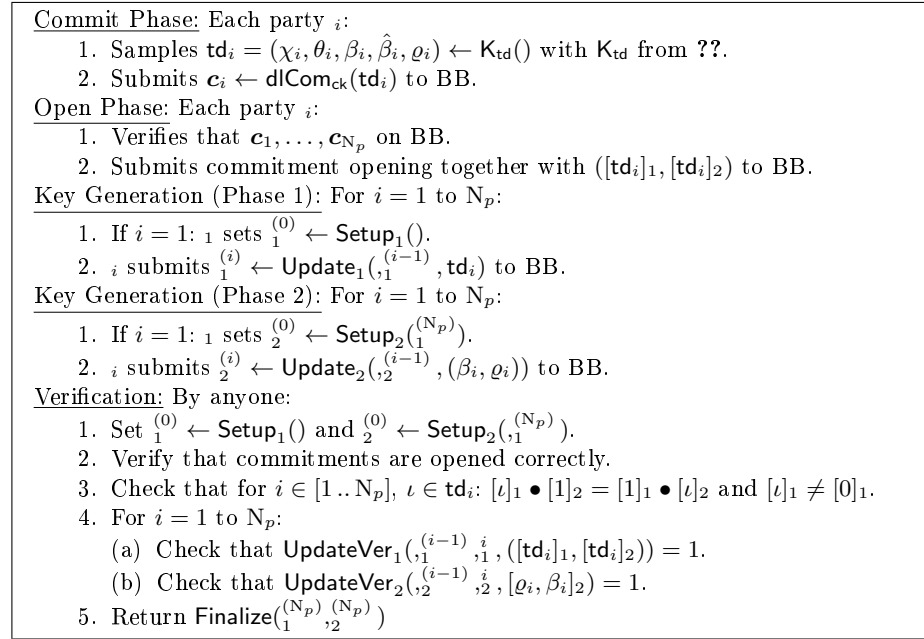 Commit Phase: Each party ᵢ:
1. Samples tdᵢ = (χᵢ, θᵢ, βᵢ, β̂ᵢ, ϱᵢ) ← K_td() with K_td from ??.
2. Submits 𝒄ᵢ ← dlCom_ck(tdᵢ) to BB.
Open Phase: Each party ᵢ:
1. Verifies that 𝒄₁, . . . , 𝒄_{N_p} on BB.
2. Submits commitment opening together with ([tdᵢ]₁, [tdᵢ]₂) to BB.
Key Generation (Phase 1): For i = 1 to N_p:
1. If i = 1: ₁ sets ₁^{(0)} ← Setup₁().
2. ᵢ submits ₁^{(i)} ← Update₁(,₁^{(i−1)} , tdᵢ) to BB.
Key Generation (Phase 2): For i = 1 to N_p:
1. If i = 1: ₁ sets ₂^{(0)} ← Setup₂(₁^{(N_p)}).
2. ᵢ submits ₂^{(i)} ← Update₂(,₂^{(i−1)} , (βᵢ, ϱᵢ)) to BB.
Verification: By anyone:
1. Set ₁^{(0)} ← Setup₁() and ₂^{(0)} ← Setup₂(,₁^{(N_p)}).
2. Verify that commitments are opened correctly.
3. Check that for i ∈ [1 .. N_p], ι ∈ tdᵢ: [ι]₁ • [1]₂ = [1]₁ • [ι]₂ and [ι]₁ ≠ [0]₁.
4. For i = 1 to N_p:
(a) Check that UpdateVer₁(,₁^{(i−1)} ,₁^{i} , ([tdᵢ]₁, [tdᵢ]₂)) = 1.
(b) Check that UpdateVer₂(,₂^{(i−1)} ,₂^{i} , [ϱᵢ, βᵢ]₂) = 1.
5. Return Finalize(₁^{(N_p)} ,₂^{(N_p)} )